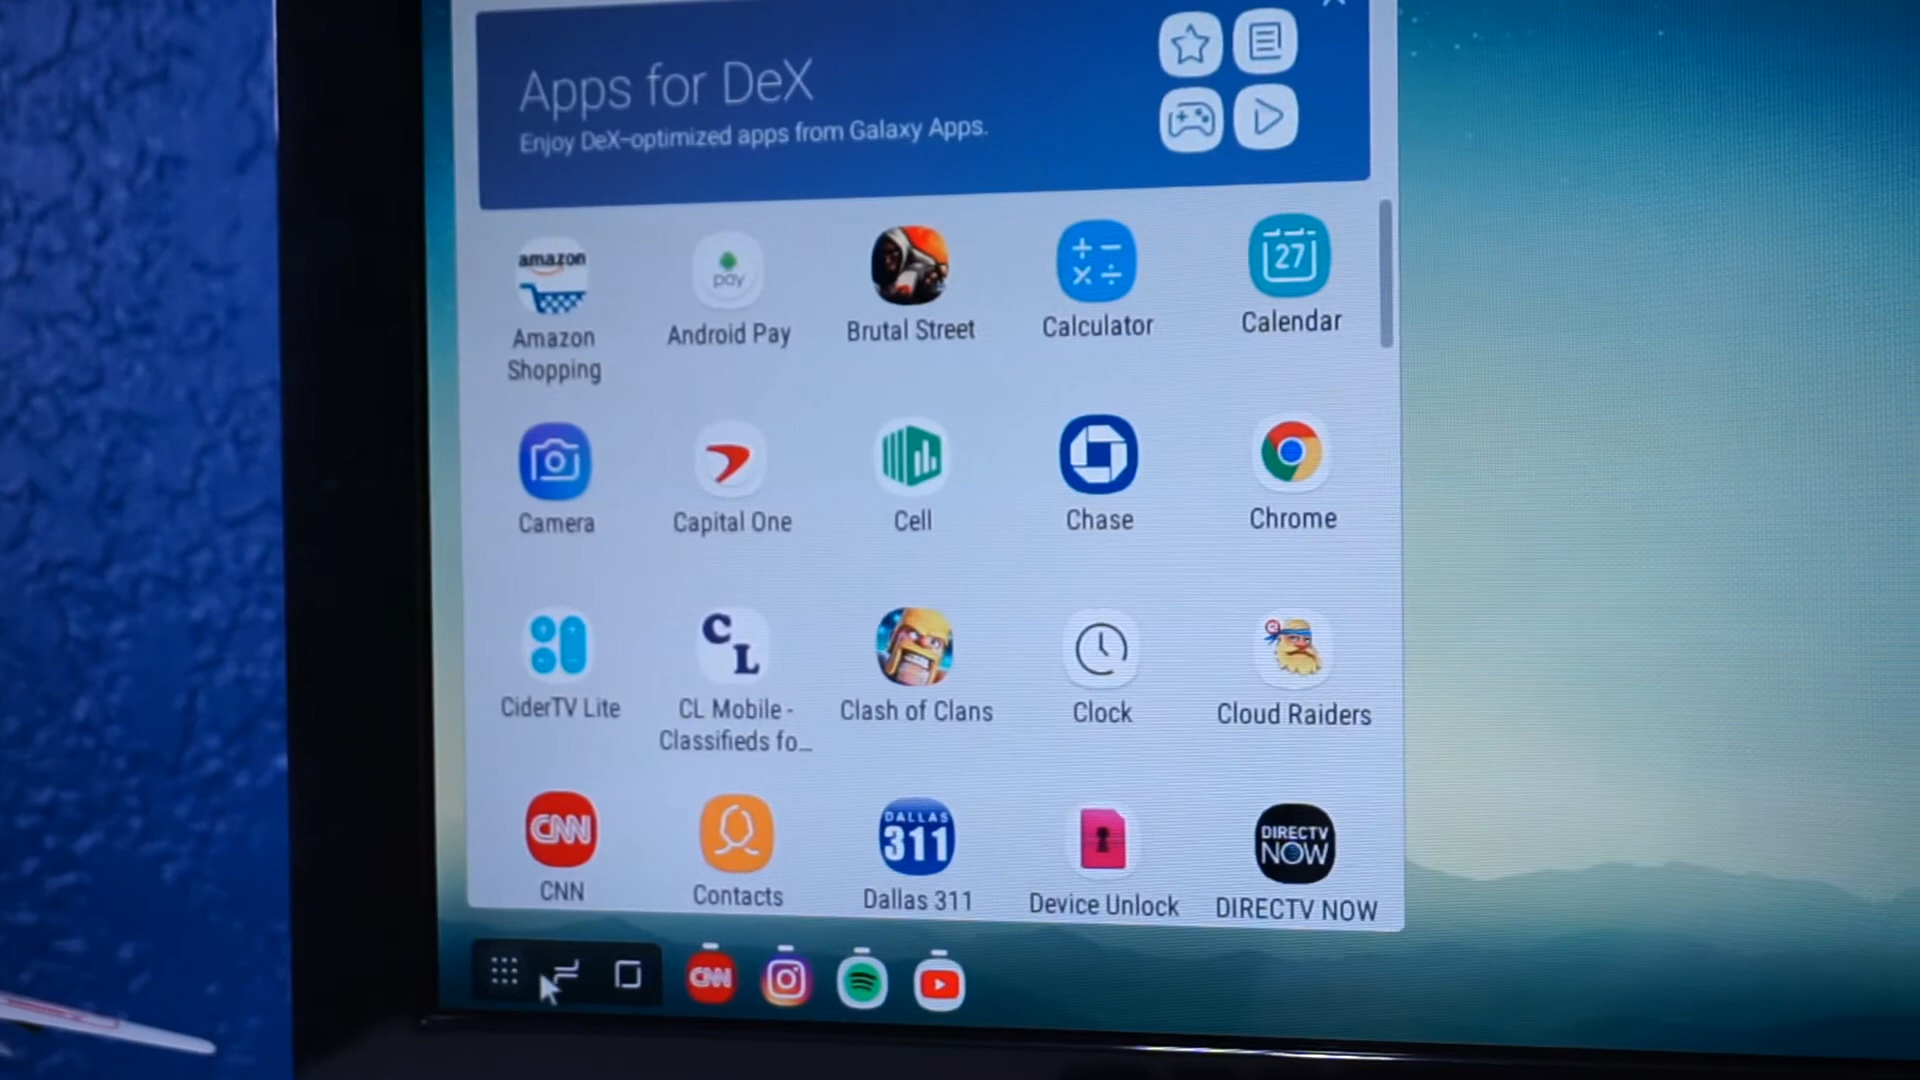 Apps for DeX
Enjoy DeX-optimized apps from Galaxy Apps.
amazon
Amazon
Shopping
pay
Android Pay
Brutal Street
Calculator
27
Calendar
Camera
Capital One
Cell
Chase
Chrome
CiderTV Lite
CL
CL Mobile -
Classifieds fo...
Clash of Clans
Clock
Cloud Raiders
CNN
CNN
Contacts
DALLAS
311
Dallas 311
Device Unlock
DIRECTV
NOW
DIRECTV NOW
CNN